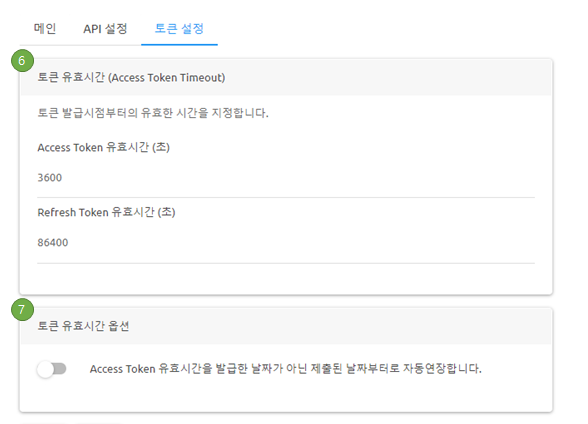 메인 API 설정 토큰 설정
6
토큰 유효시간 (Access Token Timeout)
토큰 발급시점부터의 유효한 시간을 지정합니다.
Access Token 유효시간 (초)
3600
Refresh Token 유효시간 (초)
86400
7
토큰 유효시간 옵션
Access Token 유효시간을 발급한 날짜가 아닌 제출된 날짜부터로 자동연장합니다.